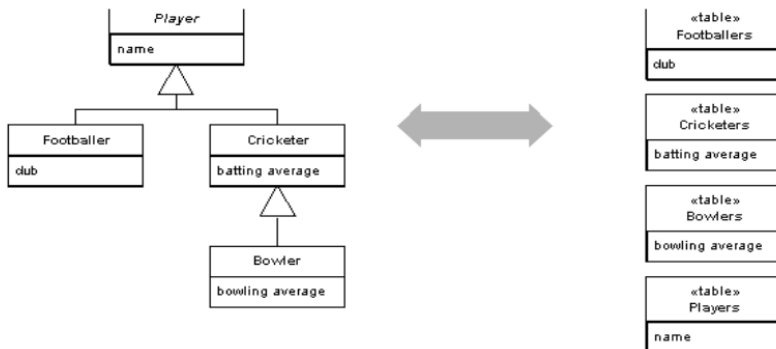 Player
name
Footballer
club
Cricketer
batting average
Bowler
bowling average
«table»
Footballers
club
«table»
Cricketers
batting average
«table»
Bowlers
bowling average
«table»
Players
name